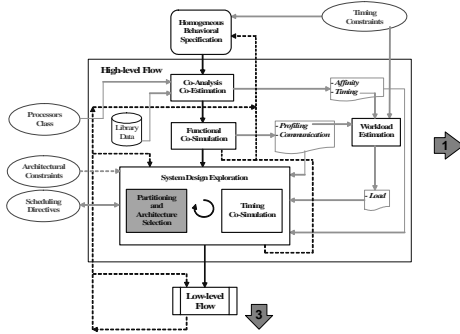 Homogeneous
Behavioral
Specification
Timing
Constraints
High-level Flow
Co-Analysis
Co-Estimation
- Affinity
- Timing
Processors
Class
Library
Data
Functional
Co-Simulation
- Profiling
- Communication
Workload
Estimation
1
Architectural
Constraints
System Design Exploration
Scheduling
Directives
Partitioning
and
Architecture
Selection
Timing
Co-Simulation
- Load
Low-level
Flow
3